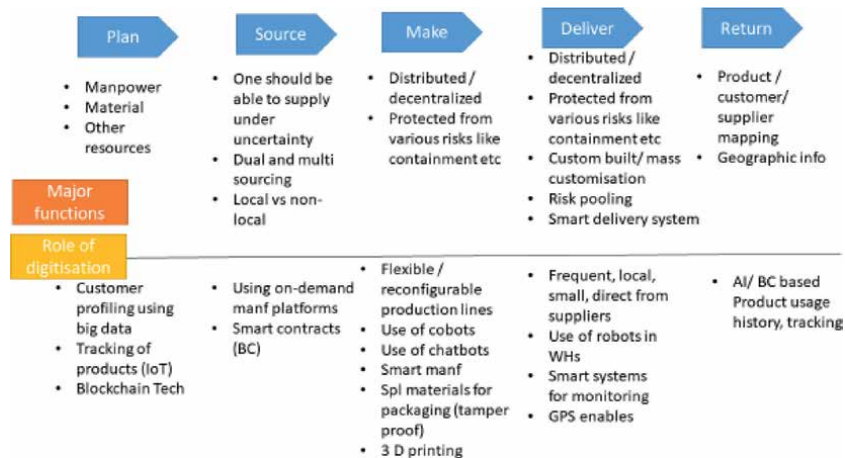 Plan
Source
Make
Deliver
Return
• Manpower
• Material
• Other
resources
• One should be
able to supply
under
uncertainty
• Dual and multi
sourcing
• Local vs non-
local
• Distributed /
decentralized
• Protected from
various risks like
containment etc
• Distributed /
decentralized
• Protected from
various risks like
containment etc
• Custom built/ mass
customisation
• Risk pooling
• Smart delivery system
• Product /
customer/
supplier
mapping
• Geographic info
Major
functions
Role of
digitisation
• Customer
profiling using
big data
• Tracking of
products (IoT)
• Blockchain Tech
• Using on-demand
manf platforms
• Smart contracts
(BC)
• Flexible /
reconfigurable
production lines
• Use of cobots
• Use of chatbots
• Smart manf
• Spl materials for
packaging (tamper
proof)
• 3 D printing
• Frequent, local,
small, direct from
suppliers
• Use of robots in
WHs
• Smart systems
for monitoring
• GPS enables
• AI/ BC based
Product usage
history, tracking